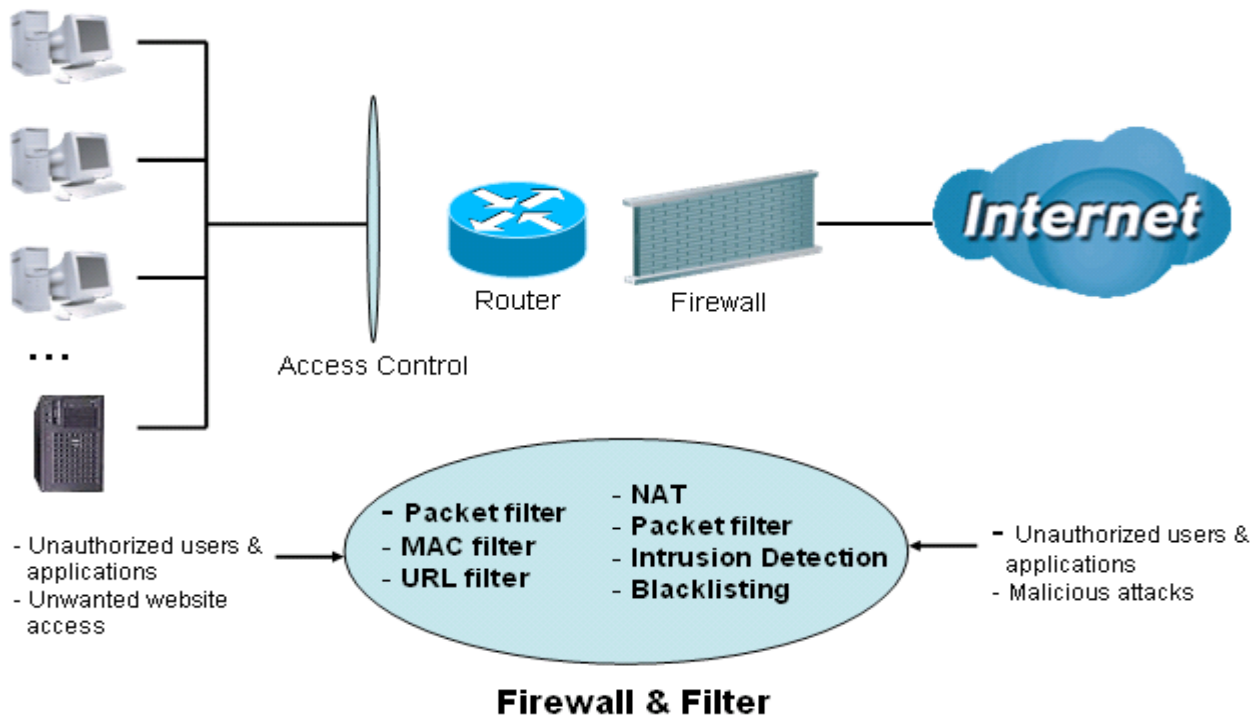 Internet
Router
Firewall
...
Access Control
- Packet filter
- MAC filter
- URL filter
- NAT
- Packet filter
- Intrusion Detection
- Blacklisting
- Unauthorized users &
applications
- Unwanted website
access
- Unauthorized users &
applications
- Malicious attacks
Firewall & Filter